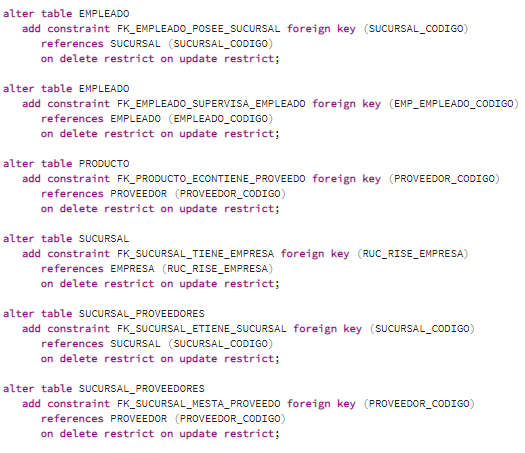 alter table EMPLEADO
add constraint FK_EMPLEADO_POSEE_SUCURSAL foreign key (SUCURSAL_CODIGO)
references SUCURSAL (SUCURSAL_CODIGO)
on delete restrict on update restrict;
alter table EMPLEADO
add constraint FK_EMPLEADO_SUPERVISA_EMPLEADO foreign key (EMP_EMPLEADO_CODIGO)
references EMPLEADO (EMPLEADO_CODIGO)
on delete restrict on update restrict;
alter table PRODUCTO
add constraint FK_PRODUCTO_ECONTIENE_PROVEEDO foreign key (PROVEEDOR_CODIGO)
references PROVEEDOR (PROVEEDOR_CODIGO)
on delete restrict on update restrict;
alter table SUCURSAL
add constraint FK_SUCURSAL_TIENE_EMPRESA foreign key (RUC_RISE_EMPRESA)
references EMPRESA (RUC_RISE_EMPRESA)
on delete restrict on update restrict;
alter table SUCURSAL_PROVEEDORES
add constraint FK_SUCURSAL_ETIENE_SUCURSAL foreign key (SUCURSAL_CODIGO)
references SUCURSAL (SUCURSAL_CODIGO)
on delete restrict on update restrict;
alter table SUCURSAL_PROVEEDORES
add constraint FK_SUCURSAL_MESTA_PROVEEDO foreign key (PROVEEDOR_CODIGO)
references PROVEEDOR (PROVEEDOR_CODIGO)
on delete restrict on update restrict;